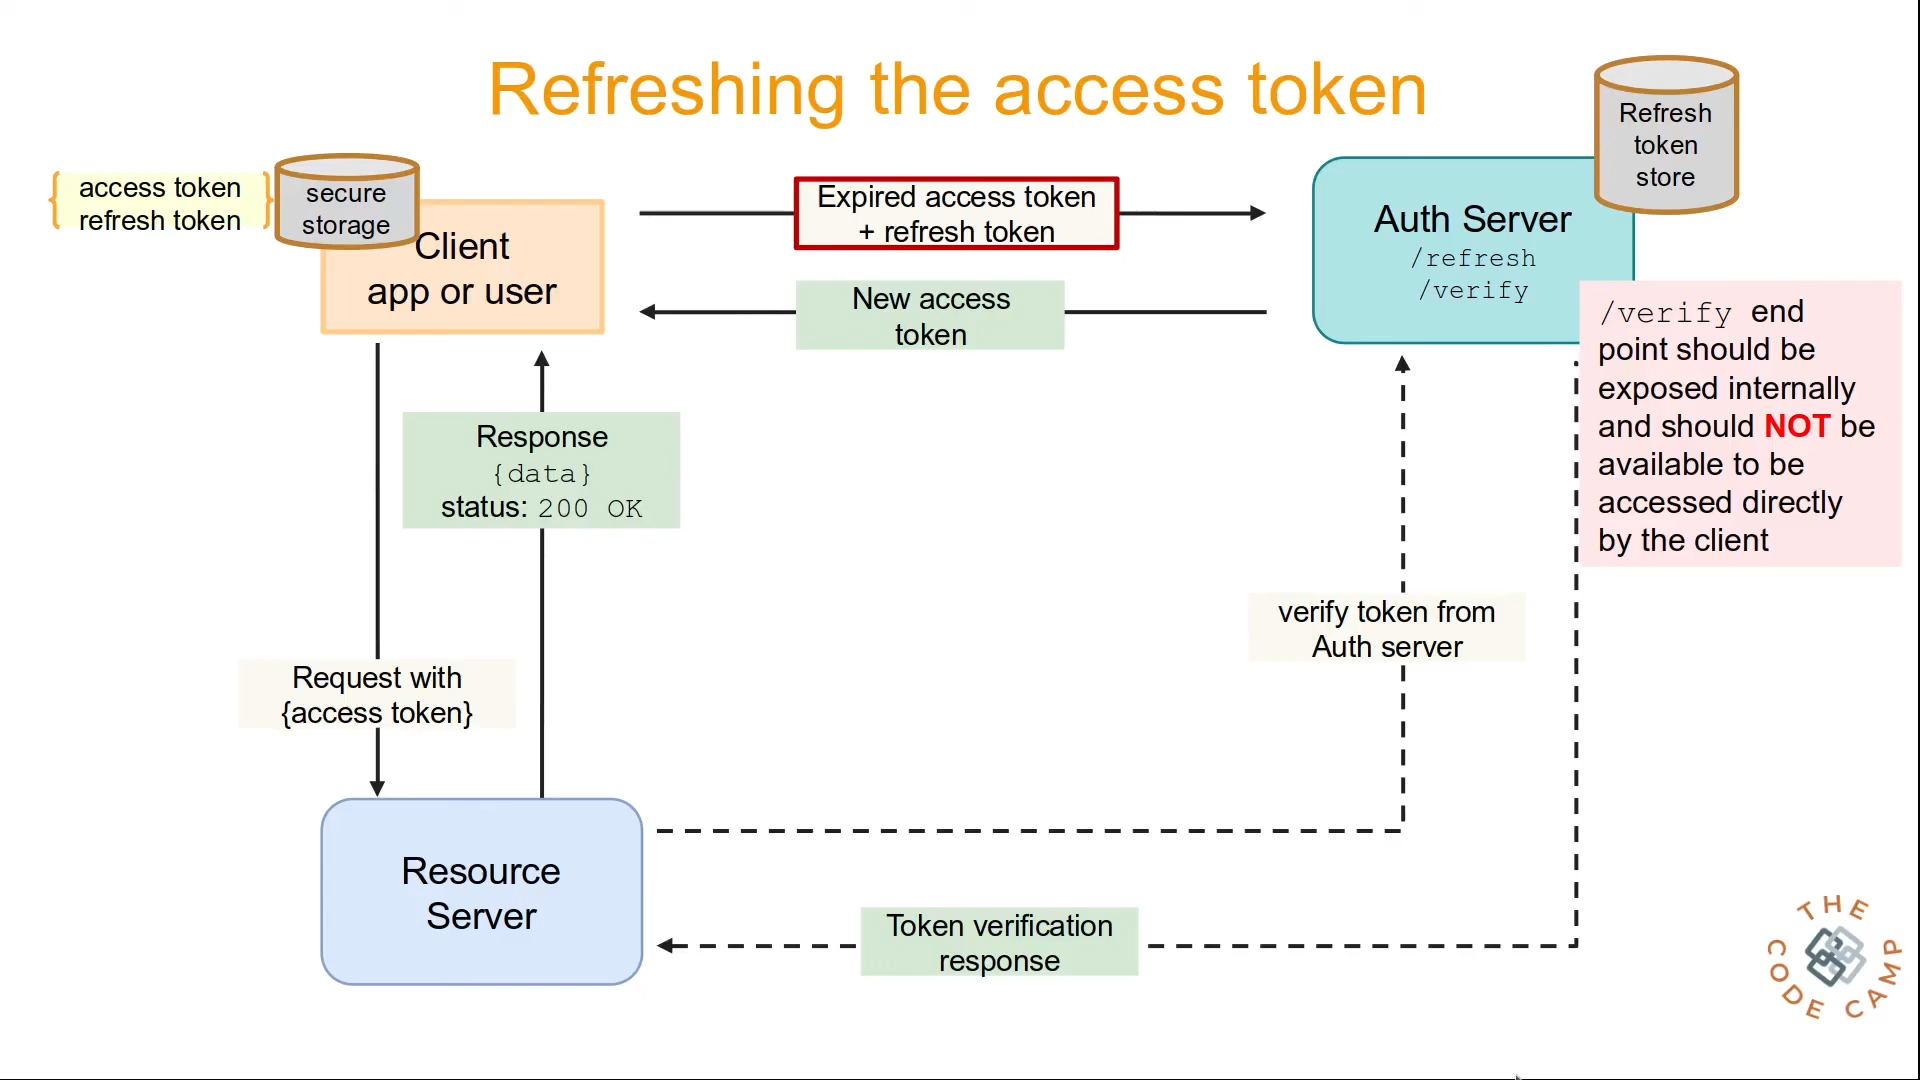 Refreshing the access token
Refresh
token
store
access token
refresh token
secure
storage
Client
app or user
Expired access token
+ refresh token
New access
token
Auth Server
/refresh
/verify
/verify end
point should be
exposed internally
and should NOT be
available to be
accessed directly
by the client
Response
{data}
status: 200 OK
verify token from
Auth server
Request with
{access token}
Resource
Server
Token verification
response
THE
CODE CAMP